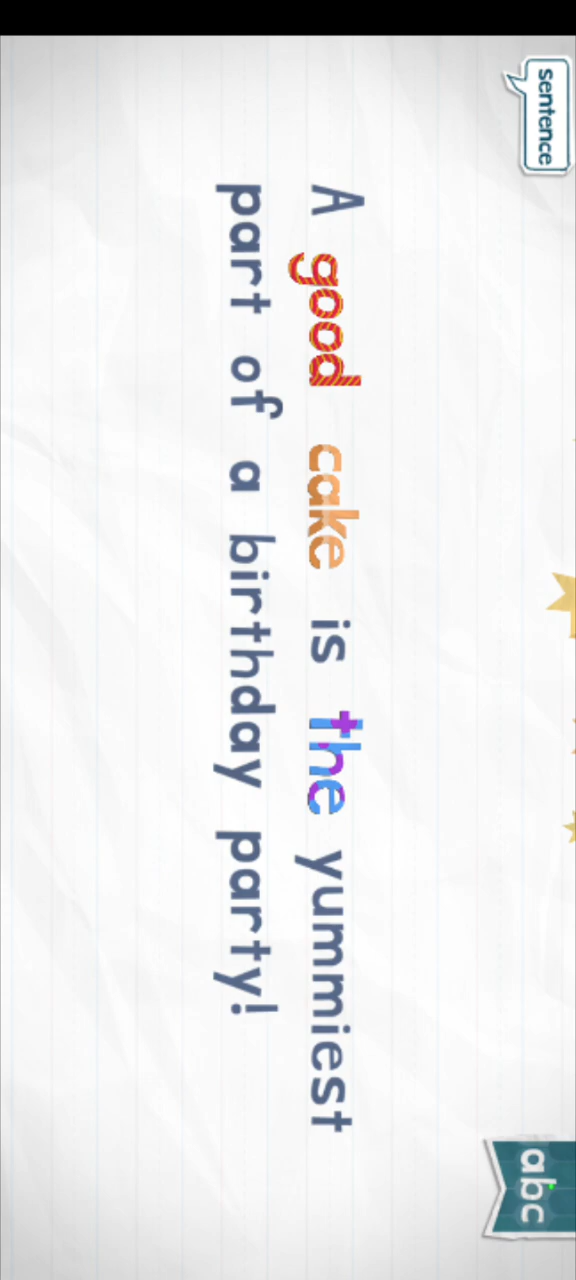 sentence
A good cake is the yummiest
part of a birthday party!
abc